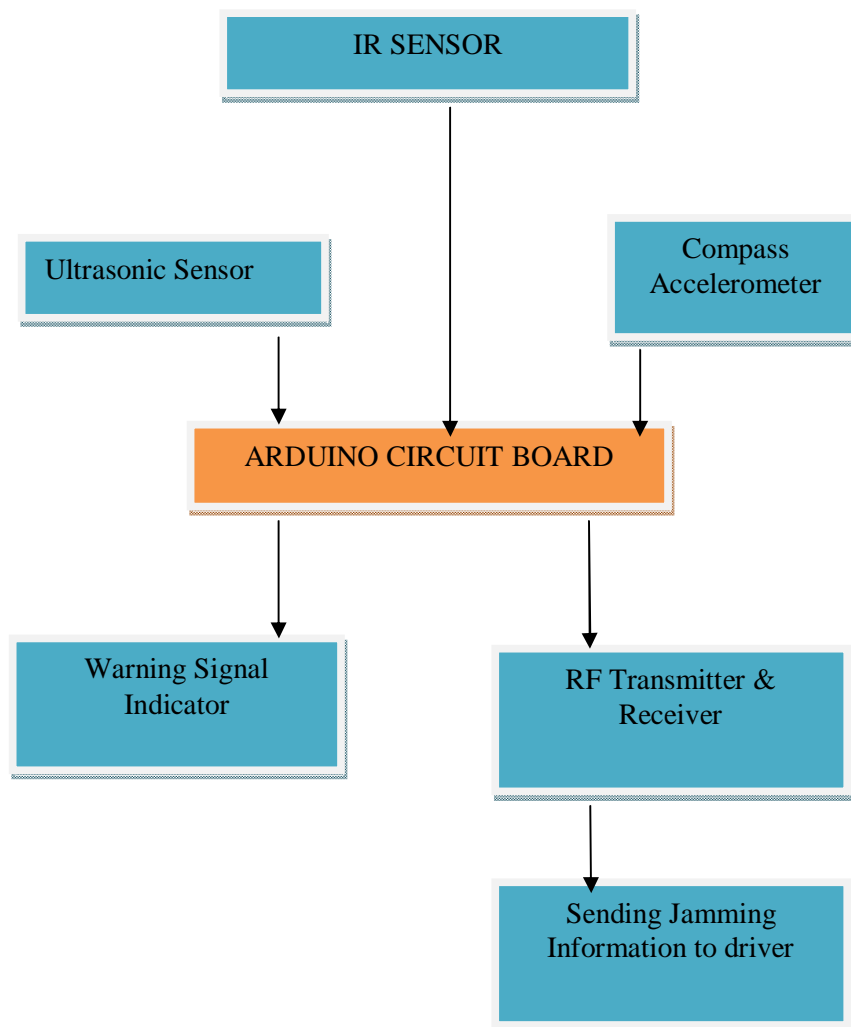 IR SENSOR
Ultrasonic Sensor
Compass
Accelerometer
ARDUINO CIRCUIT BOARD
Warning Signal
Indicator
RF Transmitter &
Receiver
Sending Jamming
Information to driver